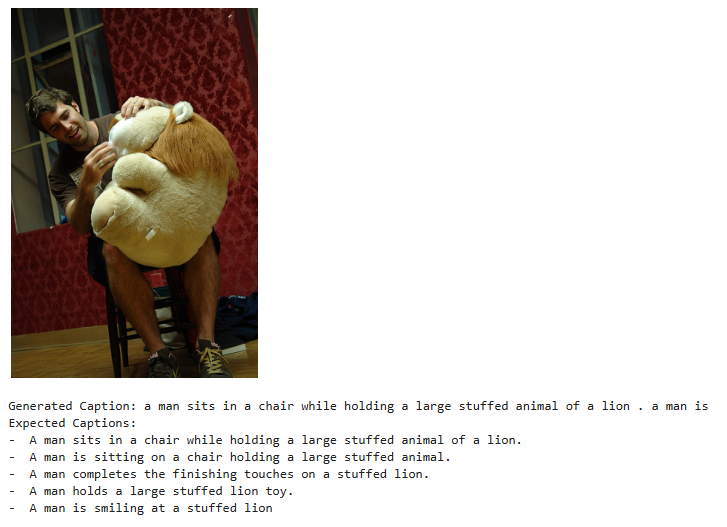 Generated Caption: a man sits in a chair while holding a large stuffed animal of a lion . a man is
Expected Captions:
-  A man sits in a chair while holding a large stuffed animal of a lion.
-  A man is sitting on a chair holding a large stuffed animal.
-  A man completes the finishing touches on a stuffed lion.
-  A man holds a large stuffed lion toy.
-  A man is smiling at a stuffed lion